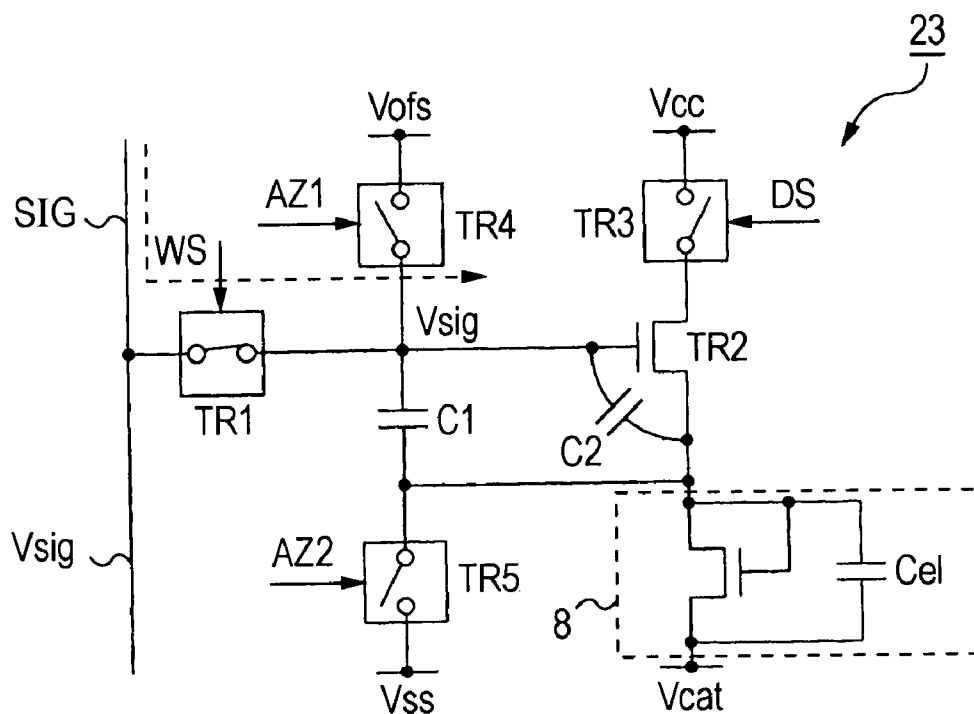 23
Vofs
Vcc
SIG
AZ1
TR4
TR3
DS
WS
Vsig
TR2
TR1
C1
C2
Vsig
AZ2
TR5
8
Cel
Vss
Vcat